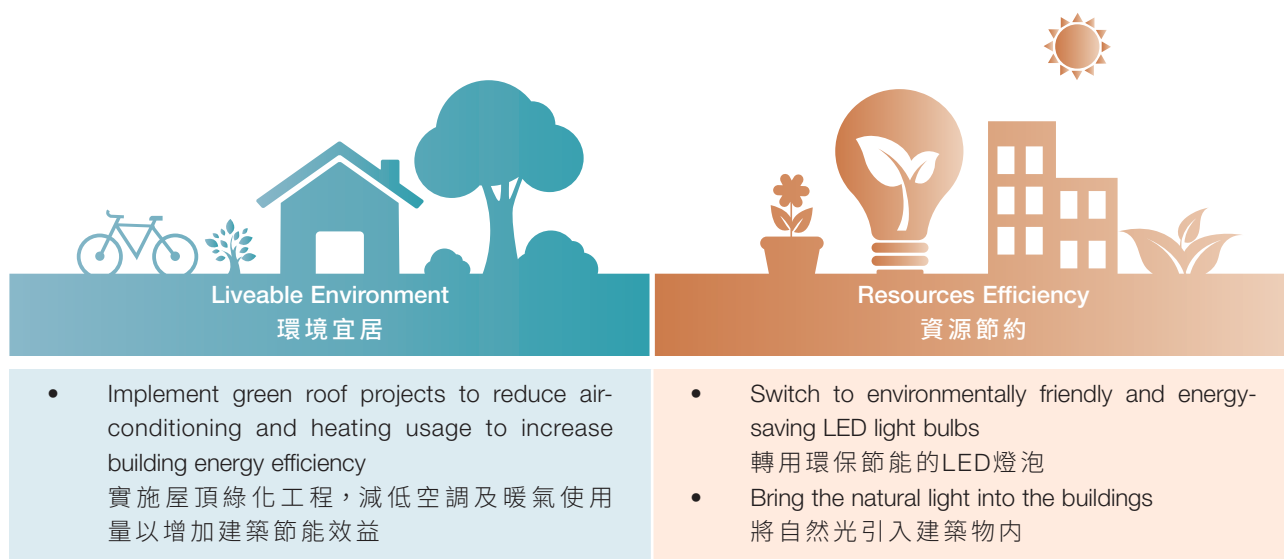 Liveable Environment
環境宜居
Implement green roof projects to reduce air-
conditioning and heating usage to increase
building energy efficiency
實施屋頂綠化工程，減低空調及暖氣使用
量以增加建築節能效益
Resources Efficiency
資源節約
Switch to environmentally friendly and energy-
saving LED light bulbs
轉用環保節能的LED燈泡
Bring the natural light into the buildings
將自然光引入建築物内